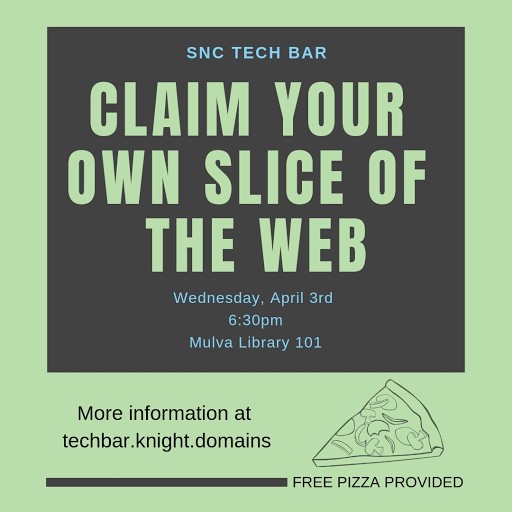 SNC TECH BAR
CLAIM YOUR
OWN SLICE OF
THE WEB
Wednesday, April 3rd
6:30pm
Mulva Library 101
More information at
techbar.knight.domains
FREE PIZZA PROVIDED